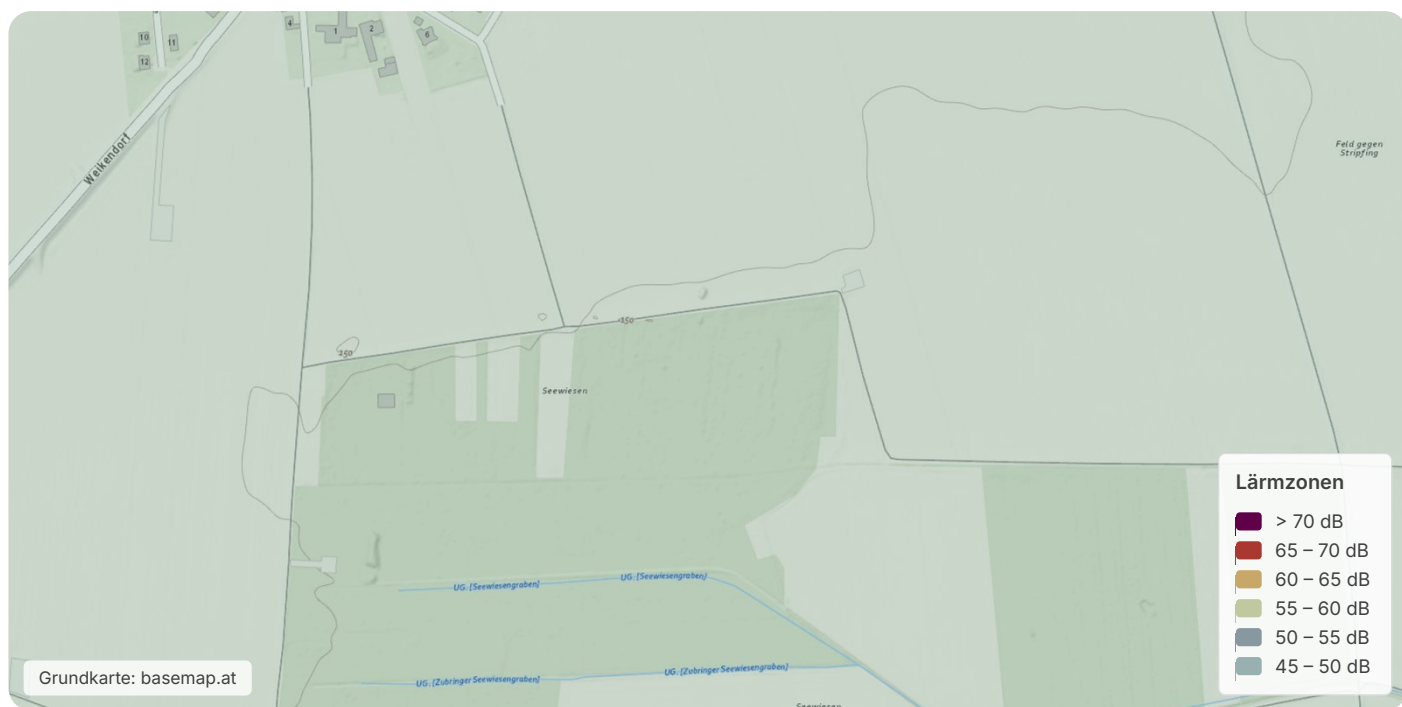 4
1
2
6
10
11
12
Weikendorf
Feld gegen
Stripfing
150
150
Seewiesen
UG. [Seewiesengraben]
UG. [Seewiesengraben]
UG. [Zubringer Seewiesengraben]
UG. [Zubringer Seewiesengraben]
Seewiesen
Lärmzonen
> 70 dB
65 – 70 dB
60 – 65 dB
55 – 60 dB
50 – 55 dB
45 – 50 dB
Grundkarte: basemap.at